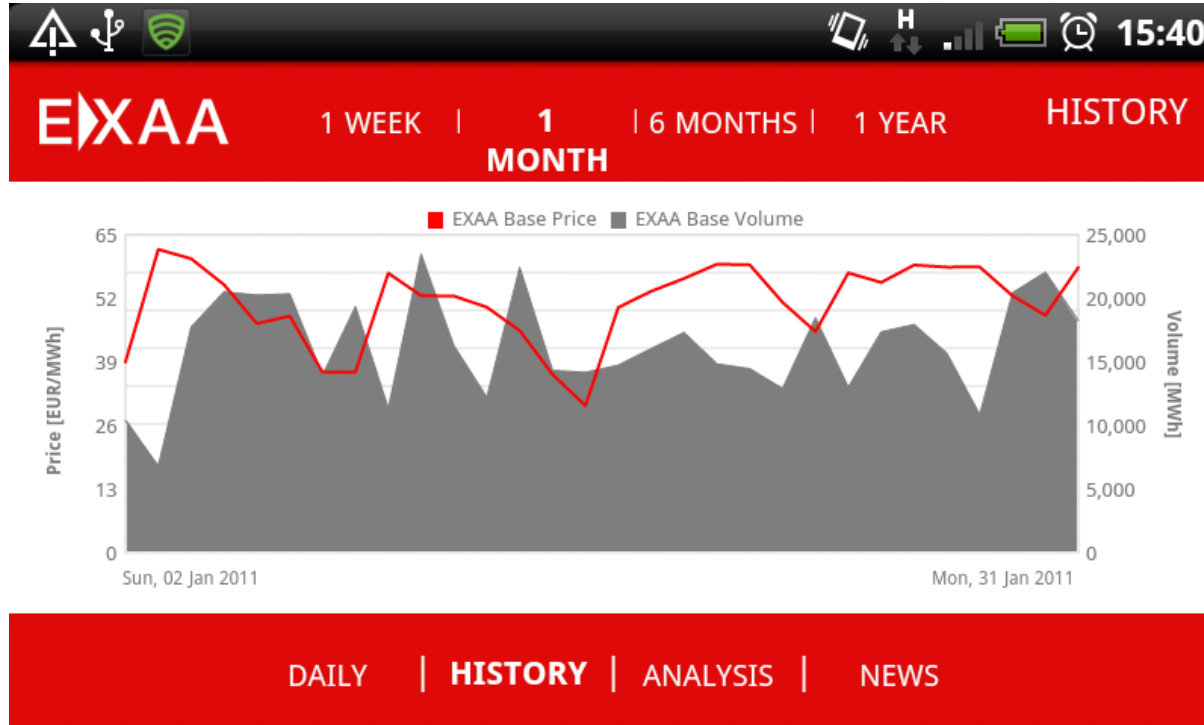 H
15:40
EXAA
1 WEEK | 1 MONTH | 6 MONTHS | 1 YEAR
HISTORY
EXAA Base Price EXAA Base Volume
65
52
39
26
13
0
Price [EUR/MWh]
25,000
20,000
15,000
10,000
5,000
0
Volume [MWh]
Sun, 02 Jan 2011
Mon, 31 Jan 2011
DAILY | HISTORY | ANALYSIS | NEWS